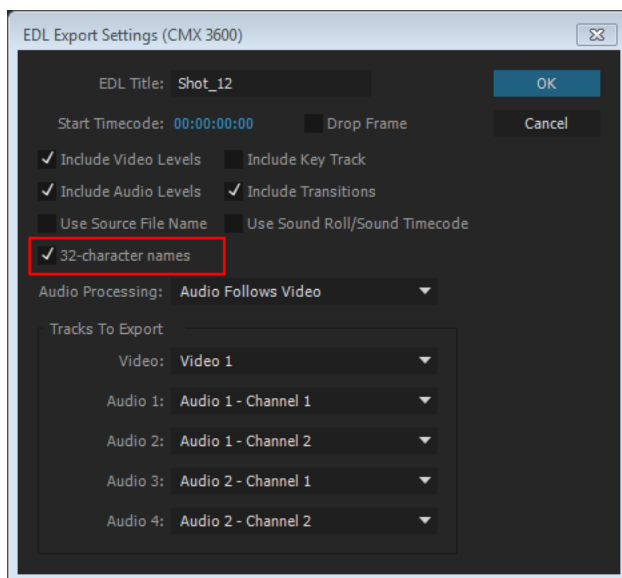 EDL Export Settings (CMX 3600)
EDL Title: Shot_12 OK
Start Timecode: 00:00:00:00 Drop Frame Cancel
Include Video Levels Include Key Track
Include Audio Levels Include Transitions
Use Source File Name Use Sound Roll/Sound Timecode
32-character names
Audio Processing: Audio Follows Video
Tracks To Export
Video: Video 1
Audio 1: Audio 1 - Channel 1
Audio 2: Audio 1 - Channel 2
Audio 3: Audio 2 - Channel 1
Audio 4: Audio 2 - Channel 2